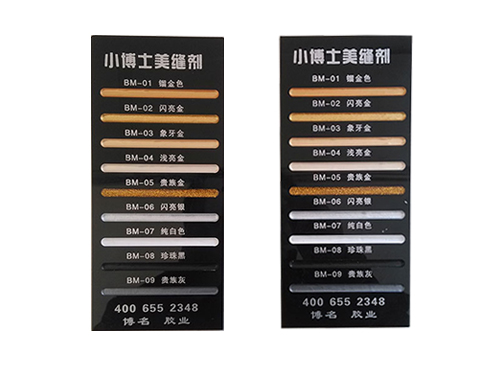 小博士美缝剂
BM-01 镏金色
BM-02 闪亮金
BM-03 象牙金
BM-04 浅亮金
BM-05 贵族金
BM-06 闪亮银
BM-07 纯白色
BM-08 珍珠黑
BM-09 贵族灰
400 655 2348
博名 胶业
小博士美缝剂
BM-01 镏金色
BM-02 闪亮金
BM-03 象牙金
BM-04 浅亮金
BM-05 贵族金
BM-06 闪亮银
BM-07 纯白色
BM-08 珍珠黑
BM-09 贵族灰
400 655 2348
博名 胶业